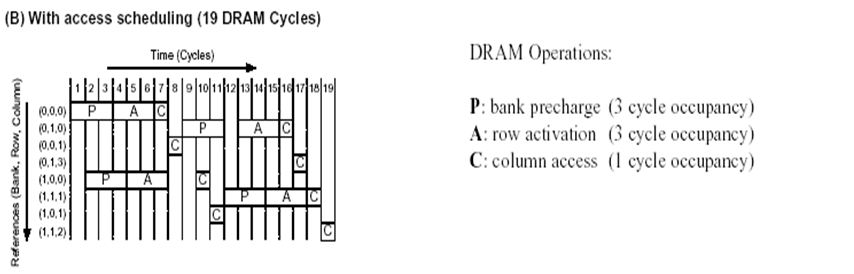 (B) With access scheduling (19 DRAM Cycles)
Time (Cycles)
References (Bank, Row, Column)
1 2 3 4 5 6 7 8 9 10 11 12 13 14 15 16 17 18 19
(0,0,0) P A C
(0,1,0) P A C
(0,0,1) C
(0,1,3) C
(1,0,0) P A C
(1,1,1) P A C
(1,0,1) C
(1,1,2) C
DRAM Operations:
P: bank precharge (3 cycle occupancy)
A: row activation (3 cycle occupancy)
C: column access (1 cycle occupancy)